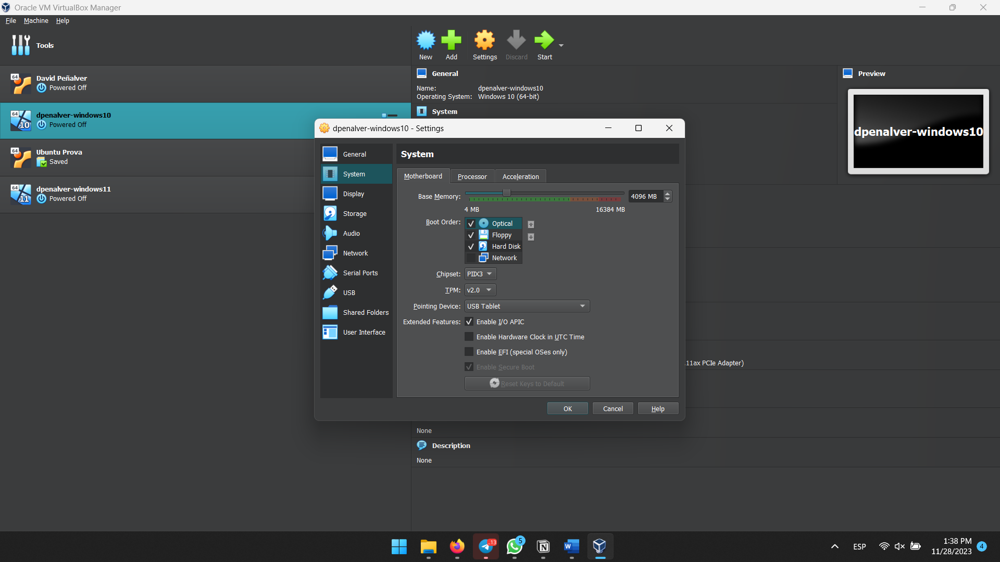 Oracle VM VirtualBox Manager
File Machine Help
Tools
New Add Settings Discard Start
64 David Peñalver
Powered Off
64 10 dpenalver-windows10
Powered Off
64 Ubuntu Prova
Saved
64 11 dpenalver-windows11
Powered Off
General
Name: dpenalver-windows10
Operating System: Windows 10 (64-bit)
System
Preview
dpenalver-windows10
dpenalver-windows10 - Settings
General
System
Display
Storage
Audio
Network
Serial Ports
USB
Shared Folders
User Interface
System
Motherboard Processor Acceleration
Base Memory: 4096 MB
4 MB 16384 MB
Boot Order: Optical
Floppy
Hard Disk
Network
Chipset: PIIX3
TPM: v2.0
Pointing Device: USB Tablet
Extended Features: Enable I/O APIC
Enable Hardware Clock in UTC Time
Enable EFI (special OSes only)
Enable Secure Boot
Reset Keys to Default
OK Cancel Help
11ax PCIe Adapter)
None
Description
None
..13 5 ESP 1:38 PM
11/28/2023 4